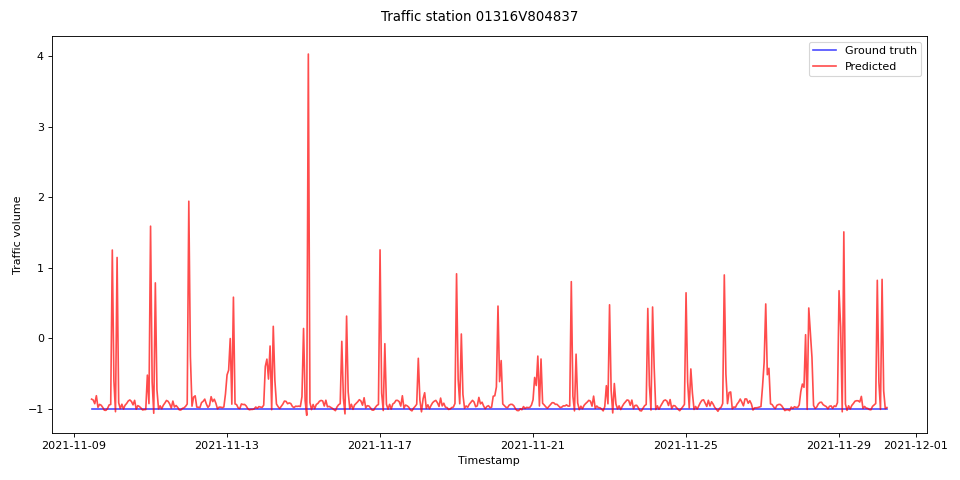 Traffic station 01316V804837
Ground truth
Predicted
Traffic volume
4
3
2
1
0
−1
2021-11-09
2021-11-13
2021-11-17
2021-11-21
2021-11-25
2021-11-29
2021-12-01
Timestamp